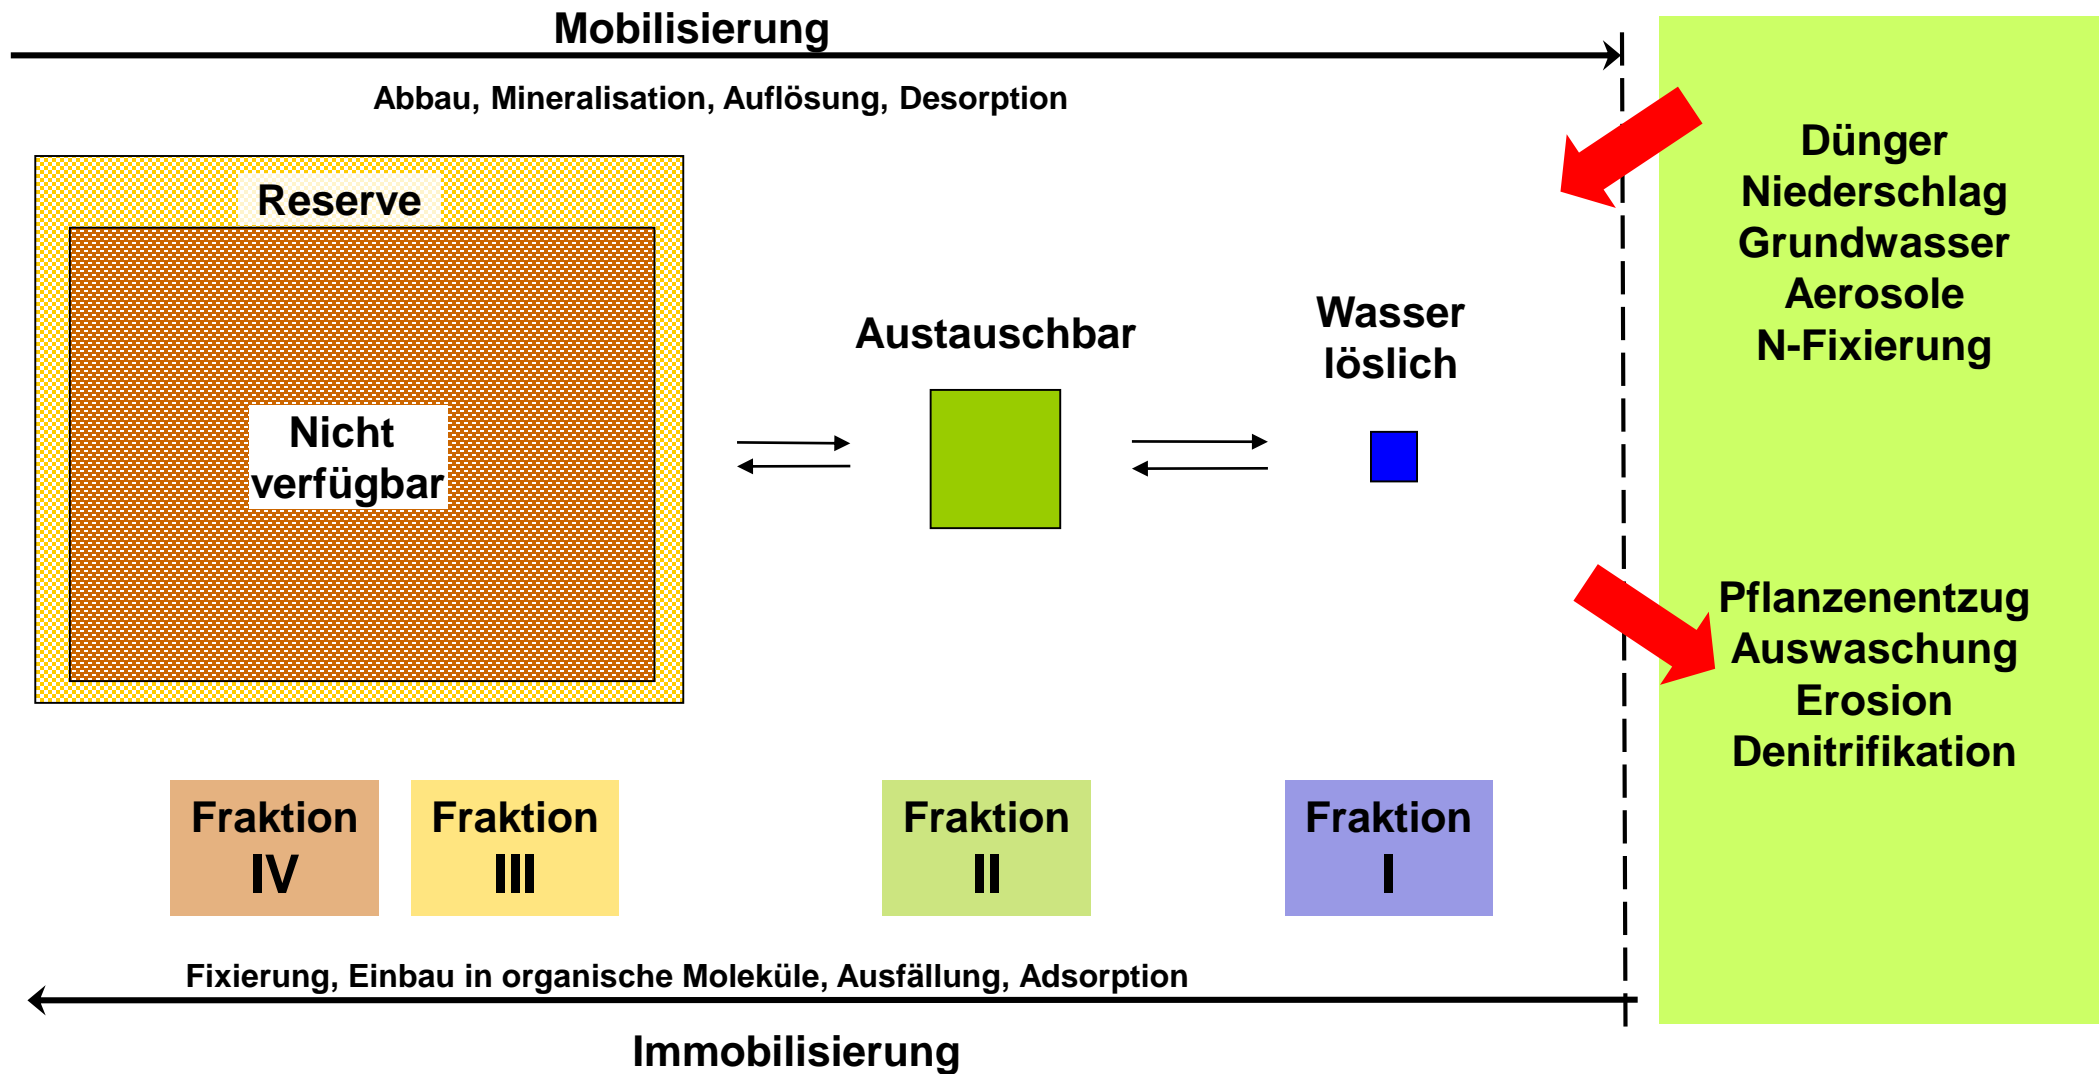 Mobilisierung
Abbau, Mineralisation, Auflösung, Desorption
Reserve
Nicht
verfügbar
Austauschbar
Wasser
löslich
Dünger
Niederschlag
Grundwasser
Aerosole
N-Fixierung
Pflanzenentzug
Auswaschung
Erosion
Denitrifikation
Fraktion
IV
Fraktion
III
Fraktion
II
Fraktion
I
Fixierung, Einbau in organische Moleküle, Ausfällung, Adsorption
Immobilisierung